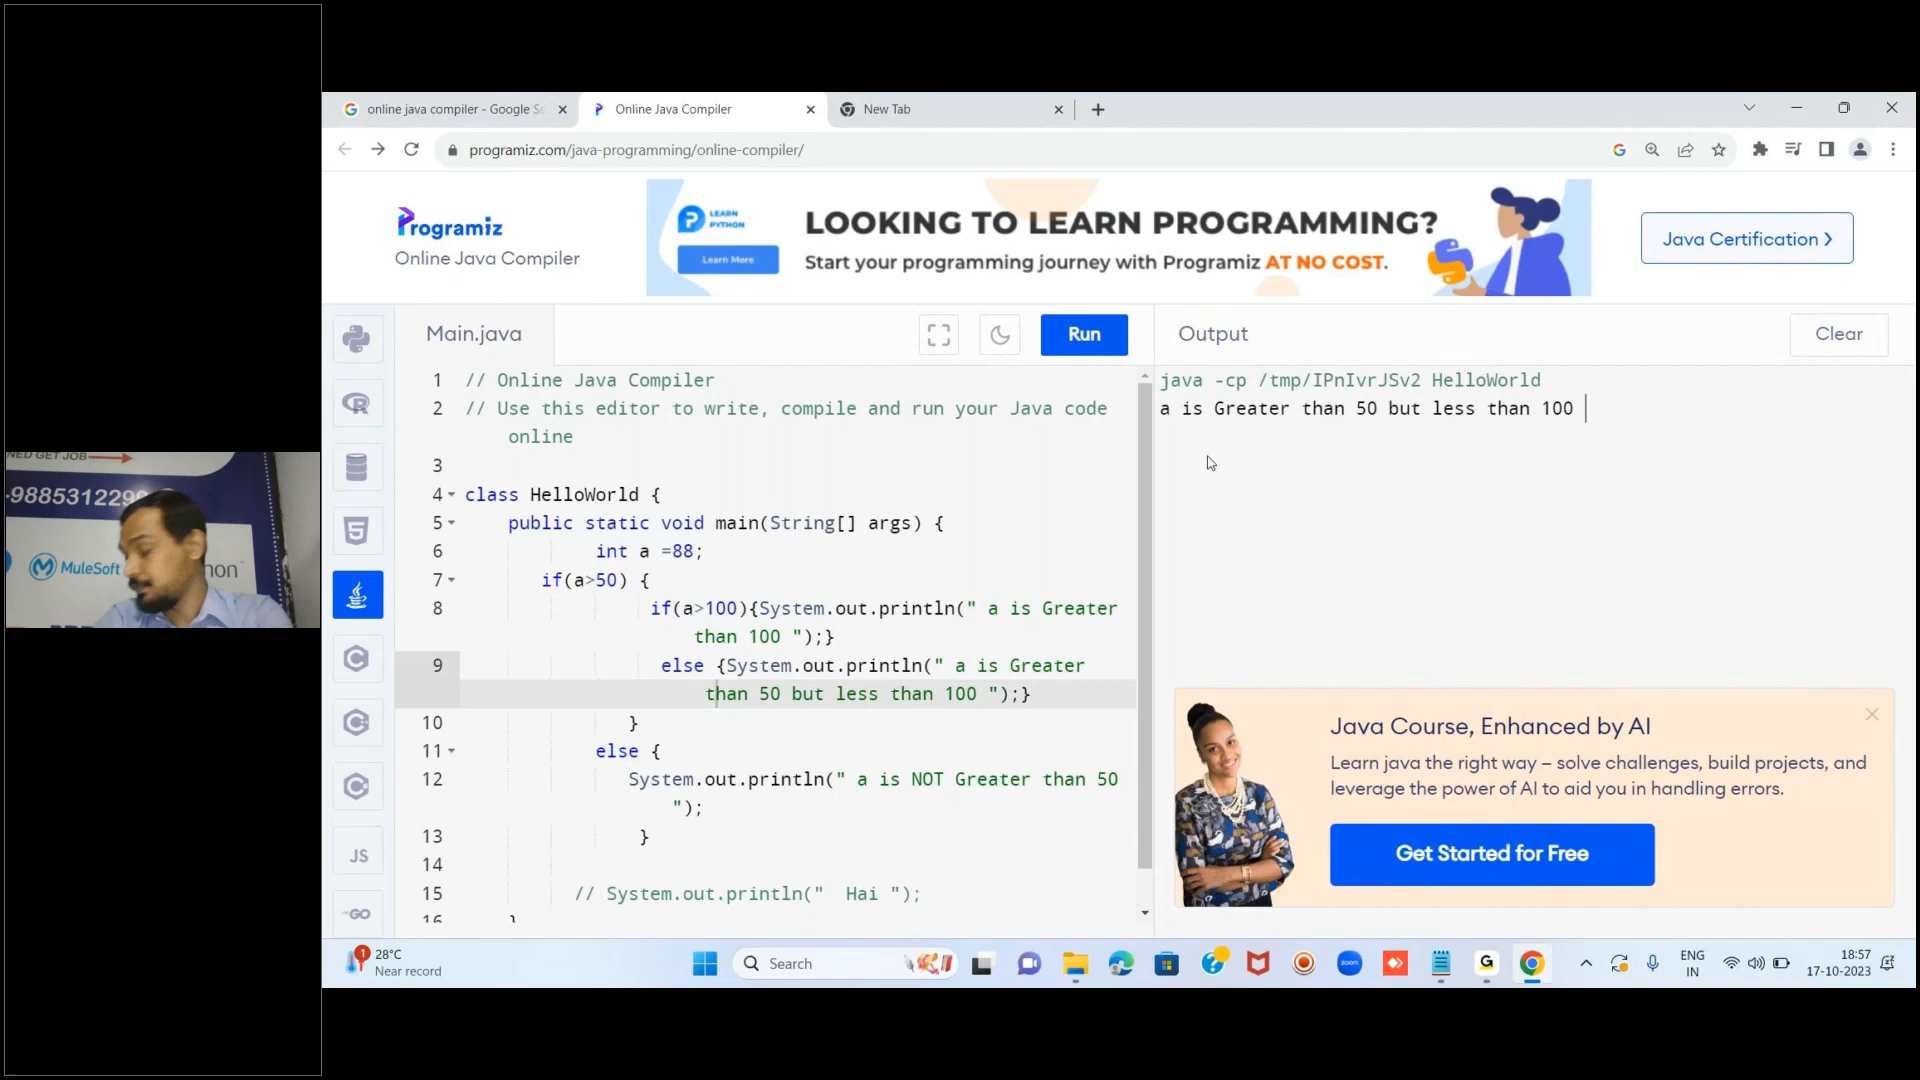 online java compiler - Google Se
Online Java Compiler
New Tab
programiz.com/java-programming/online-compiler/
Programiz
Online Java Compiler
LEARN
PYTHON
Learn More
LOOKING TO LEARN PROGRAMMING?
Start your programming journey with Programiz AT NO COST.
Java Certification
Main.java
Run
Output
Clear
1 // Online Java Compiler
2 // Use this editor to write, compile and run your Java code
online
3
4 class HelloWorld {
5 public static void main(String[] args) {
6 int a =88;
7 if(a>50) {
8 if(a>100){System.out.println(" a is Greater
than 100 ");}
9 else {System.out.println(" a is Greater
than 50 but less than 100 ");}
10 }
11 else {
12 System.out.println(" a is NOT Greater than 50
");
13 }
14
15 // System.out.println("  Hai ");
16 }
java -cp /tmp/IPnIvrJSv2 HelloWorld
a is Greater than 50 but less than 100
Java Course, Enhanced by AI
Learn java the right way – solve challenges, build projects, and
leverage the power of AI to aid you in handling errors.
Get Started for Free
JS
GO
NED GET JOB
-985312299
MuleSoft
1
28°C
Near record
Search
zoom
ENG
IN
18:57
17-10-2023